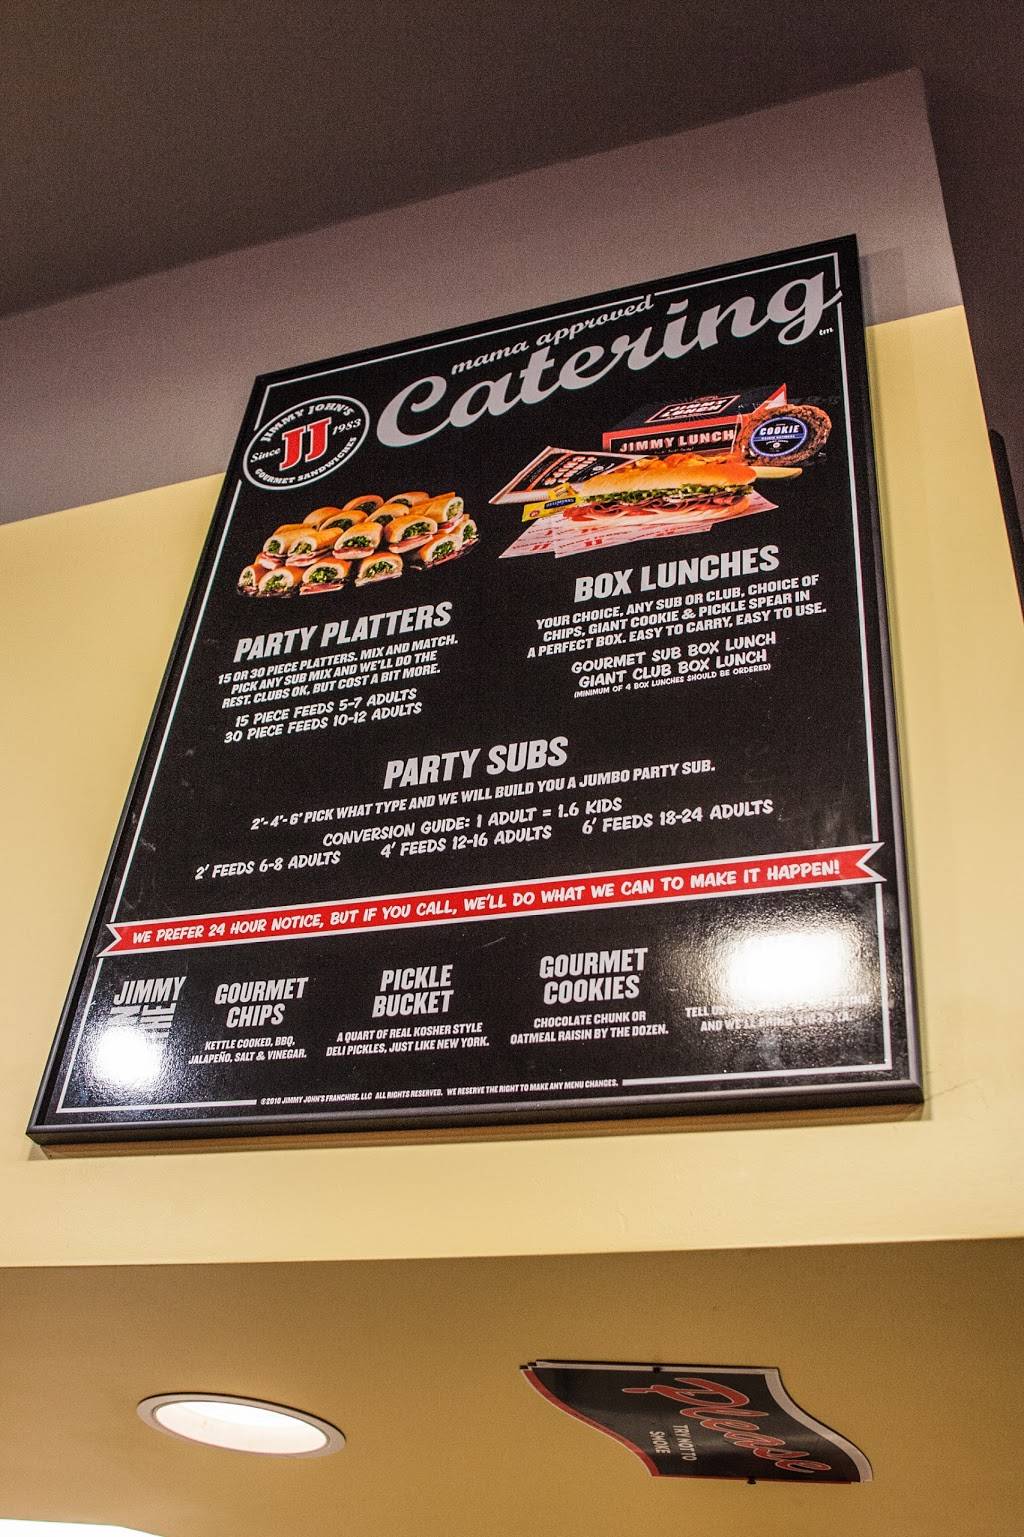 mama approved
Catering
tm
JIMMY JOHN'S
Since JJ 1983
GOURMET SANDWICHES
JIMMY LUNCH
JIMMY LUNCH
COOKIE
PARTY PLATTERS
15 OR 30 PIECE PLATTERS. MIX AND MATCH.
PICK ANY SUB MIX AND WE'LL DO THE
REST. CLUBS OK, BUT COST A BIT MORE.
15 PIECE FEEDS 5-7 ADULTS
30 PIECE FEEDS 10-12 ADULTS
BOX LUNCHES
YOUR CHOICE, ANY SUB OR CLUB, CHOICE OF
CHIPS, GIANT COOKIE & PICKLE SPEAR IN
A PERFECT BOX. EASY TO CARRY, EASY TO USE.
GOURMET SUB BOX LUNCH
GIANT CLUB BOX LUNCH
(MINIMUM OF 4 BOX LUNCHES SHOULD BE ORDERED)
PARTY SUBS
2'- 4'- 6' PICK WHAT TYPE AND WE WILL BUILD YOU A JUMBO PARTY SUB.
CONVERSION GUIDE: 1 ADULT = 1.6 KIDS
2' FEEDS 6-8 ADULTS 4' FEEDS 12-16 ADULTS 6' FEEDS 18-24 ADULTS
WE PREFER 24 HOUR NOTICE, BUT IF YOU CALL, WE'LL DO WHAT WE CAN TO MAKE IT HAPPEN!
JIMMY
GOURMET
CHIPS
KETTLE COOKED, BBQ,
JALAPEÑO, SALT & VINEGAR.
PICKLE
BUCKET
A QUART OF REAL KOSHER STYLE
DELI PICKLES, JUST LIKE NEW YORK.
GOURMET
COOKIES
CHOCOLATE CHUNK OR
OATMEAL RAISIN BY THE DOZEN.
TELL
AND WE'LL BRING
©2010 JIMMY JOHN'S FRANCHISE, LLC ALL RIGHTS RESERVED. WE RESERVE THE RIGHT TO MAKE ANY MENU CHANGES.
Please
TRY NOT TO
SMOKE